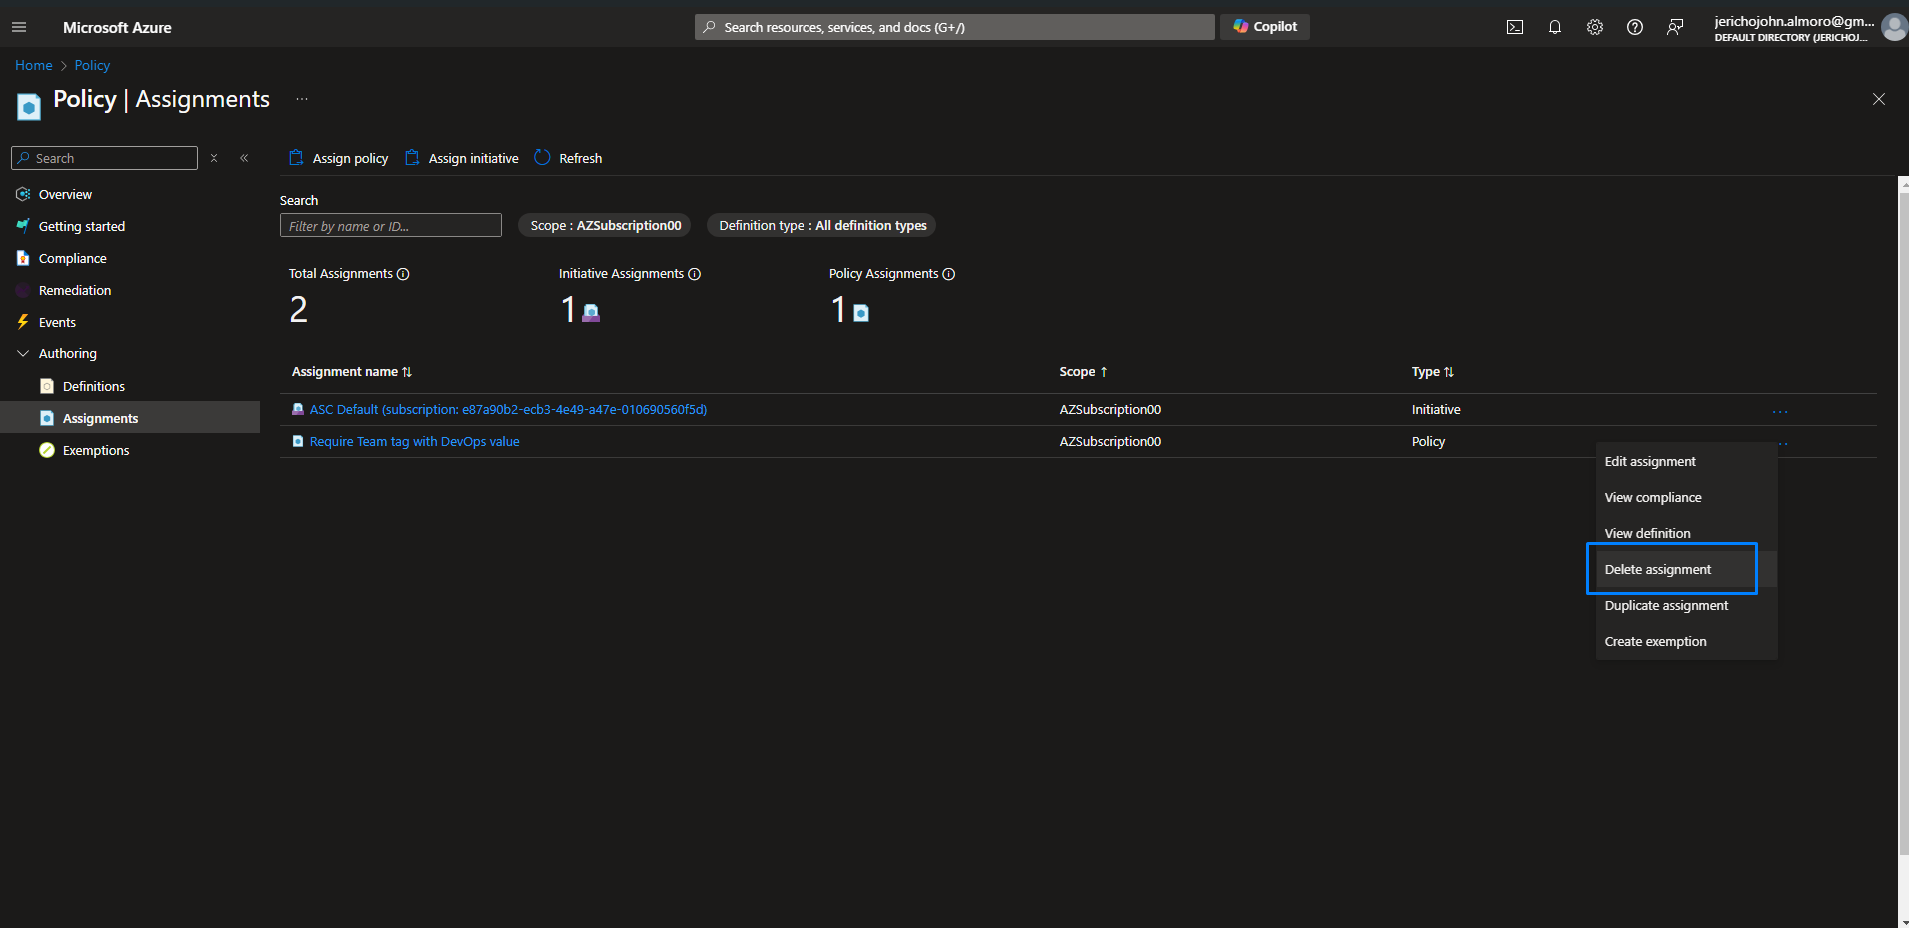 Microsoft Azure
Search resources, services, and docs (G+/)
Copilot
jerichojohn.almoro@gm...
DEFAULT DIRECTORY (JERICHOJ...
Home > Policy
Policy | Assignments ...
Search
Overview
Getting started
Compliance
Remediation
Events
Authoring
Definitions
Assignments
Exemptions
Assign policy
Assign initiative
Refresh
Search
Filter by name or ID...
Scope : AZSubscription00
Definition type : All definition types
Total Assignments
2
Initiative Assignments
1
Policy Assignments
1
Assignment name
Scope
Type
ASC Default (subscription: e87a90b2-ecb3-4e49-a47e-010690560f5d)
AZSubscription00
Initiative
...
Require Team tag with DevOps value
AZSubscription00
Policy
Edit assignment
View compliance
View definition
Delete assignment
Duplicate assignment
Create exemption